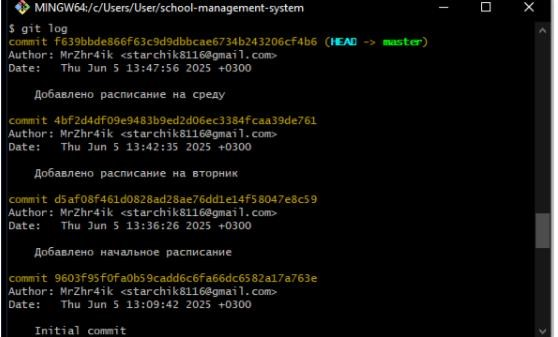 MINGW64:/c/Users/User/school-management-system
$ git log
commit f639bbde866f63c9d9dbbcae6734b243206cf4b6 (HEAD -> master)
Author: MrZhr4ik <starchik8116@gmail.com>
Date:   Thu Jun 5 13:47:56 2025 +0300
Добавлено расписание на среду
commit 4bf2d4df09e9483b9ed2d06ec3384fcaa39de761
Author: MrZhr4ik <starchik8116@gmail.com>
Date:   Thu Jun 5 13:42:35 2025 +0300
Добавлено расписание на вторник
commit d5af08f461d0828ad28ae76dd1e14f58047e8c59
Author: MrZhr4ik <starchik8116@gmail.com>
Date:   Thu Jun 5 13:36:26 2025 +0300
Добавлено начальное расписание
commit 9603f95f0fa0b59cadd6c6fa66dc6582a17a763e
Author: MrZhr4ik <starchik8116@gmail.com>
Date:   Thu Jun 5 13:09:42 2025 +0300
Initial commit